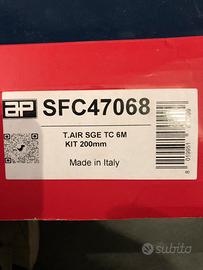 ap SFC47068
T.AIR SGE TC 6M
KIT 200mm
Made in Italy
subito